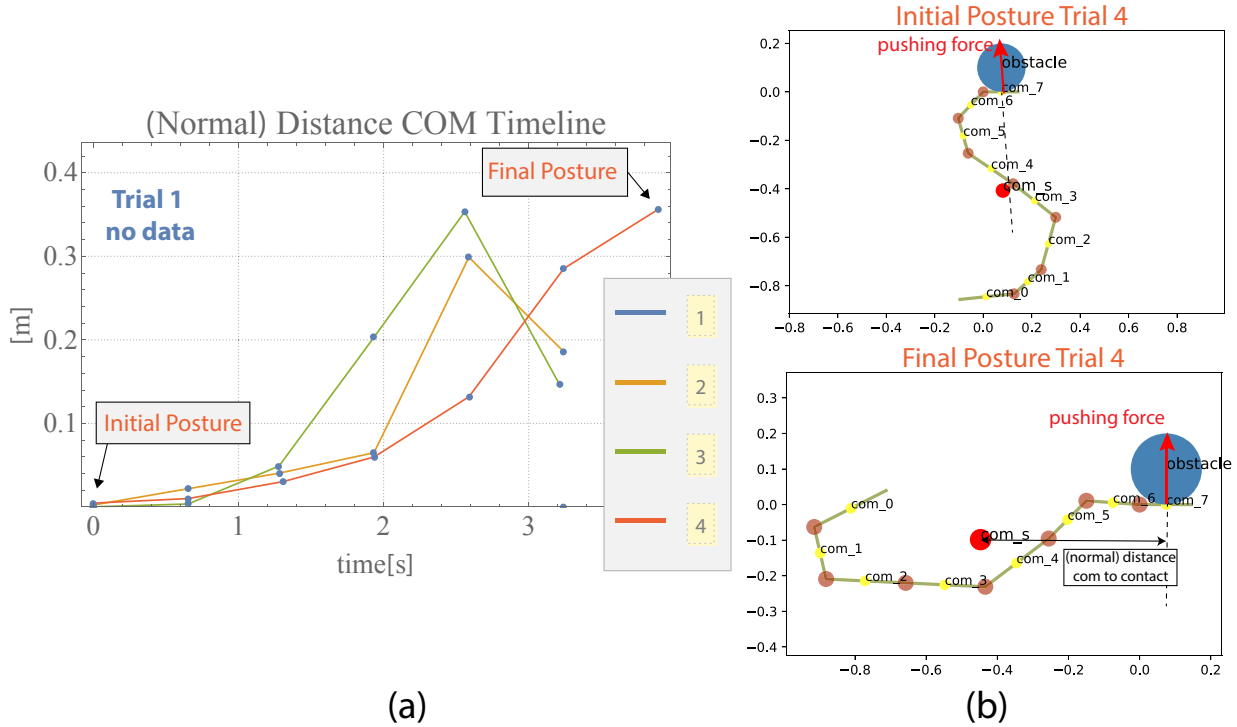 (Normal) Distance COM Timeline
0.4
0.3
0.2
0.1
[m]
Trial 1
no data
Final Posture
Initial Posture
0
1
2
3
time[s]
1
2
3
4
(a)
Initial Posture Trial 4
0.2
0.0
−0.2
−0.4
−0.6
−0.8
pushing force
obstacle
com_7
com_6
com_5
com_4
com_s
com_3
com_2
com_1
com_0
−0.8 −0.6 −0.4 −0.2 0.0 0.2 0.4 0.6 0.8
Final Posture Trial 4
0.3
0.2
0.1
0.0
−0.1
−0.2
−0.3
−0.4
pushing force
obstacle
com_0
com_6
com_7
com_5
com_s
com_1
com_4
(normal) distance
com to contact
com_2
com_3
−0.8 −0.6 −0.4 −0.2 0.0 0.2
(b)